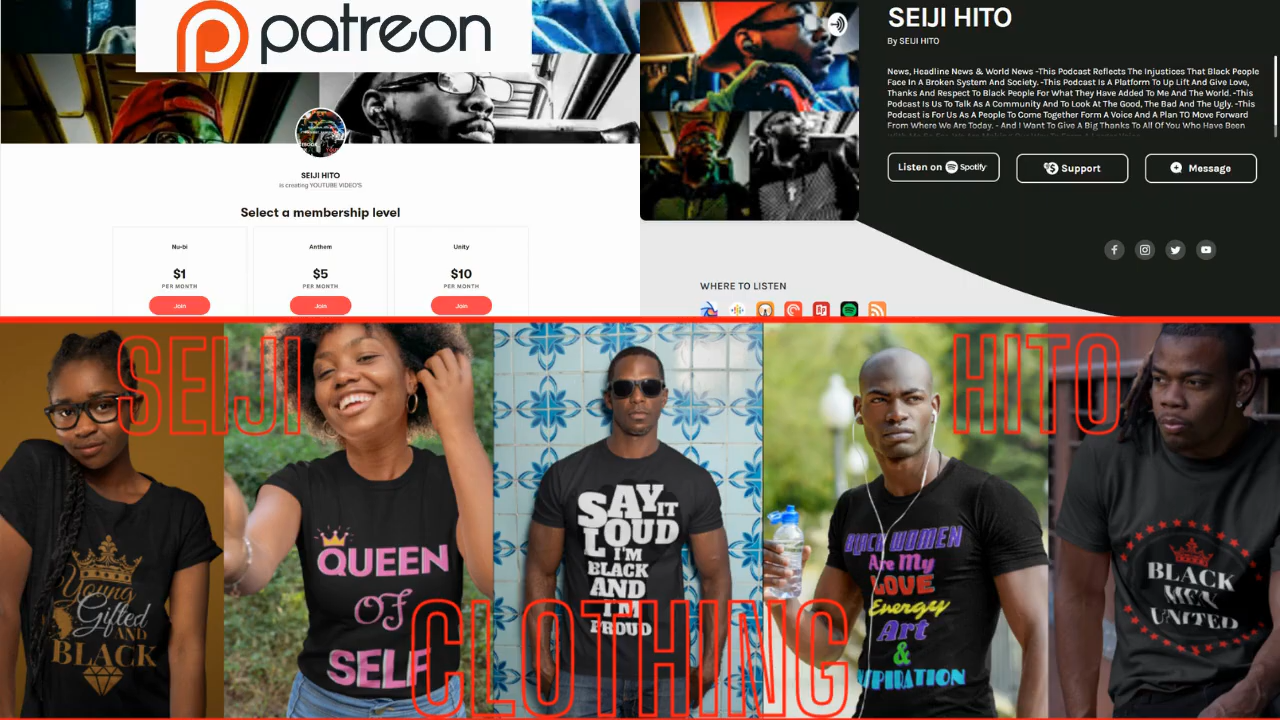 patreon
SEIJI HITO
is creating YOUTUBE VIDEO'S
Select a membership level
Nu-bi
$1
PER MONTH
Join
Anthem
$5
PER MONTH
Join
Unity
$10
PER MONTH
Join
SEIJI HITO
By SEIJI HITO
News, Headline News & World News -This Podcast Reflects The Injustices That Black People
Face In A Broken System And Society. -This Podcast Is A Platform To Up Lift And Give Love,
Thanks And Respect To Black People For What They Have Added To Me And The World. -This
Podcast Is Us To Talk As A Community And To Look At The Good, The Bad And The Ugly. -This
Podcast is For Us As A People To Come Together Form A Voice And A Plan TO Move Forward
From Where We Are Today. - And I Want To Give A Big Thanks To All Of You Who Have Been
Listen on Spotify
Support
Message
WHERE TO LISTEN
SEIJI HITO
CLOTHING
Young
Gifted
AND
BLACK
QUEEN
OF
SELF
SAY IT
LOUD
I'M
BLACK
AND
I'M
PROUD
BLACK WOMEN
Are My
LOVE
Energy
Art
&
INSPIRATION
BLACK
MEN
UNITED